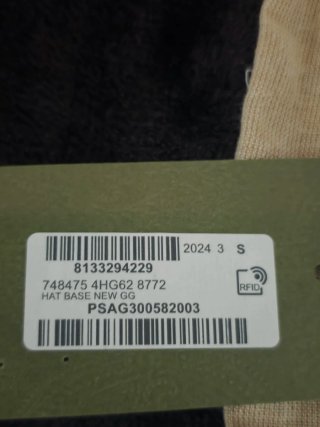 2024 3 S
8133294229
748475 4HG62 8772
HAT BASE NEW GG
RFID
PSAG300582003